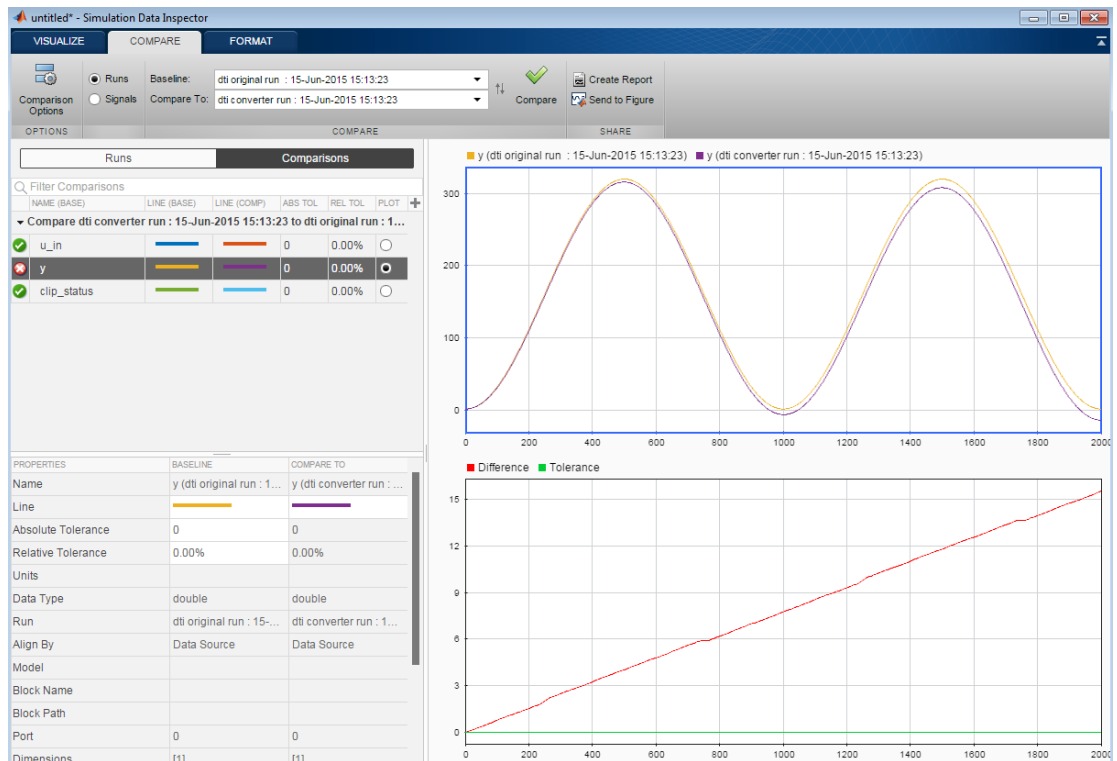 untitled* - Simulation Data Inspector
VISUALIZE COMPARE FORMAT
Comparison Options
Runs
Signals
Baseline: dti original run : 15-Jun-2015 15:13:23
Compare To: dti converter run : 15-Jun-2015 15:13:23
Compare
Create Report
Send to Figure
OPTIONS COMPARE SHARE
Runs Comparisons
Filter Comparisons
NAME (BASE) LINE (BASE) LINE (COMP) ABS TOL REL TOL PLOT
Compare dti converter run : 15-Jun-2015 15:13:23 to dti original run : 1...
u_in 0 0.00%
y 0 0.00%
clip_status 0 0.00%
PROPERTIES BASELINE COMPARE TO
Name y (dti original run : 1... y (dti converter run : ...
Line
Absolute Tolerance 0 0
Relative Tolerance 0.00% 0.00%
Units
Data Type double double
Run dti original run : 15-... dti converter run : 1...
Align By Data Source Data Source
Model
Block Name
Block Path
Port 0 0
Dimensions [1] [1]
y (dti original run : 15-Jun-2015 15:13:23) y (dti converter run : 15-Jun-2015 15:13:23)
300
200
100
0
0 200 400 600 800 1000 1200 1400 1600 1800 2000
Difference Tolerance
15
12
9
6
3
0
0 200 400 600 800 1000 1200 1400 1600 1800 2000